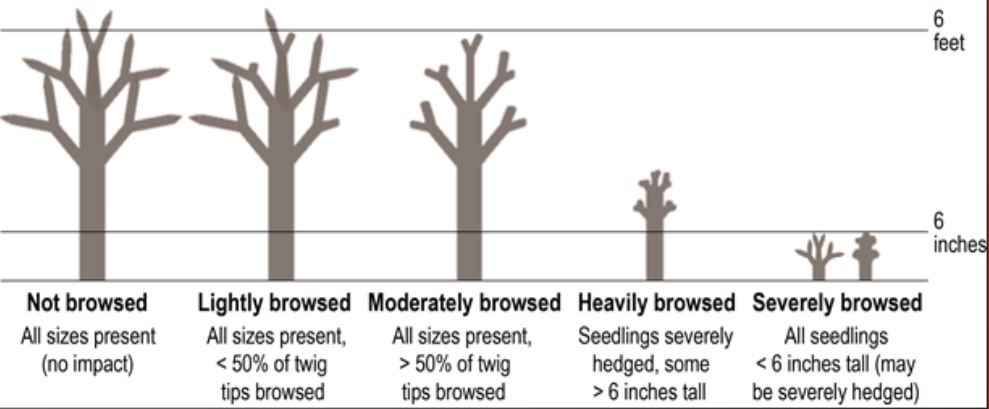 6
feet
6
inches
Not browsed
All sizes present
(no impact)
Lightly browsed
All sizes present,
< 50% of twig
tips browsed
Moderately browsed
All sizes present,
> 50% of twig
tips browsed
Heavily browsed
Seedlings severely
hedged, some
> 6 inches tall
Severely browsed
All seedlings
< 6 inches tall (may
be severely hedged)